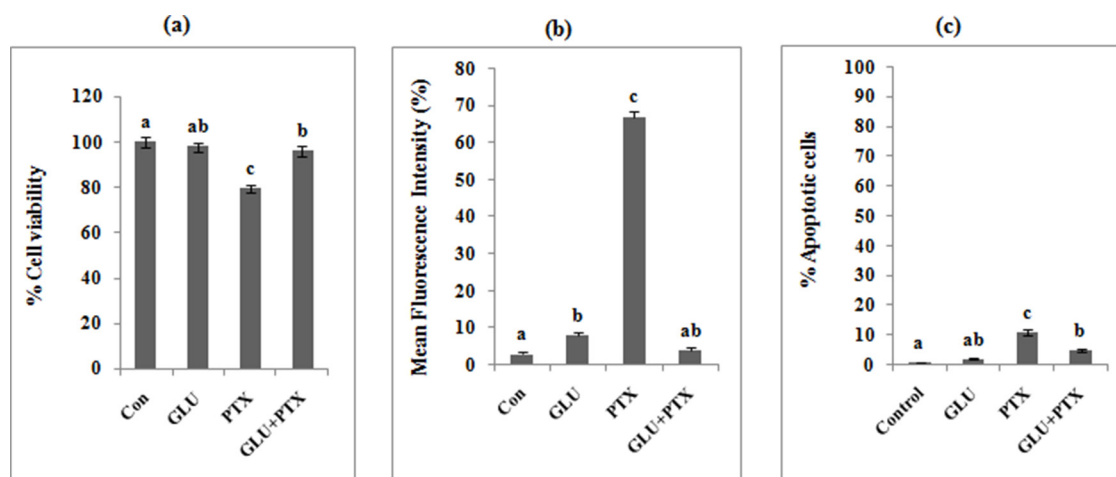 (a)
% Cell viability
120
100
80
60
40
20
0
a
ab
c
b
Con
GLU
PTX
GLU+PTX
(b)
Mean Fluorescence Intensity (%)
80
70
60
50
40
30
20
10
0
a
b
c
ab
Con
GLU
PTX
GLU+PTX
(c)
% Apoptotic cells
100
90
80
70
60
50
40
30
20
10
0
a
ab
c
b
Control
GLU
PTX
GLU+PTX